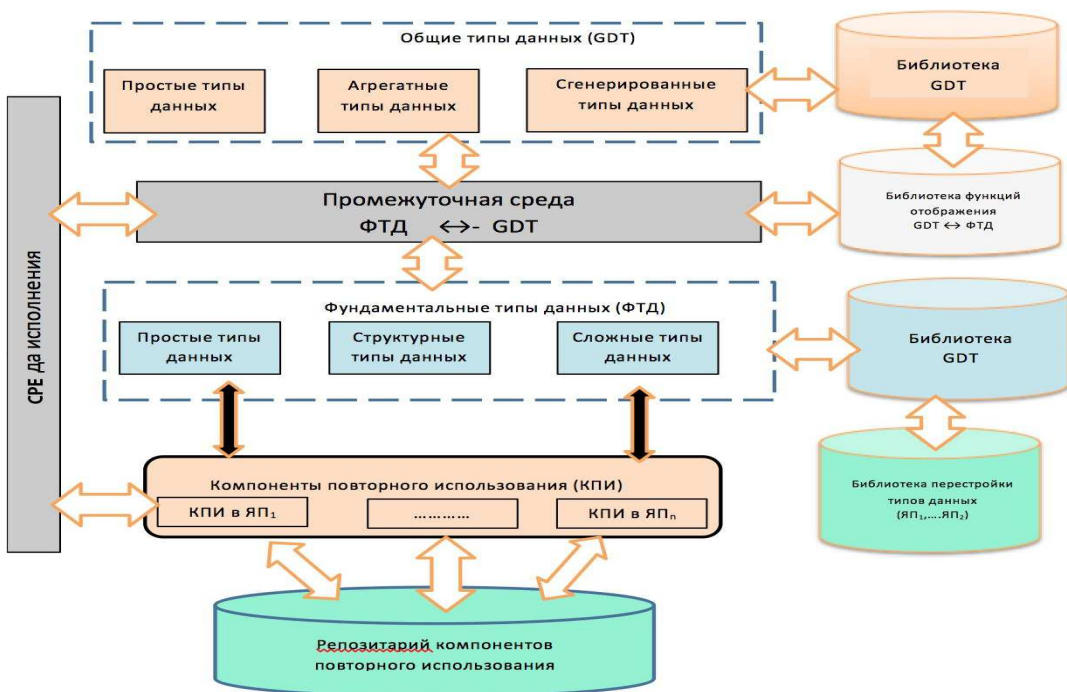 Общие типы данных (GDT)
Простые типы
данных
Агрегатные
типы данных
Сгенерированные
типы данных
Библиотека
GDT
СРЕ да исполнения
Промежуточная среда
ФТД ↔- GDT
Библиотека функций
отображения
GDT ↔ ФТД
Фундаментальные типы данных (ФТД)
Простые типы
данных
Структурные
типы данных
Сложные типы
данных
Библиотека
GDT
Компоненты повторного использования (КПИ)
КПИ в ЯП₁
…………
КПИ в ЯПₙ
Библиотека перестройки
типов данных
(ЯП₁,….ЯП₂)
Репозитарий компонентов
повторного использования